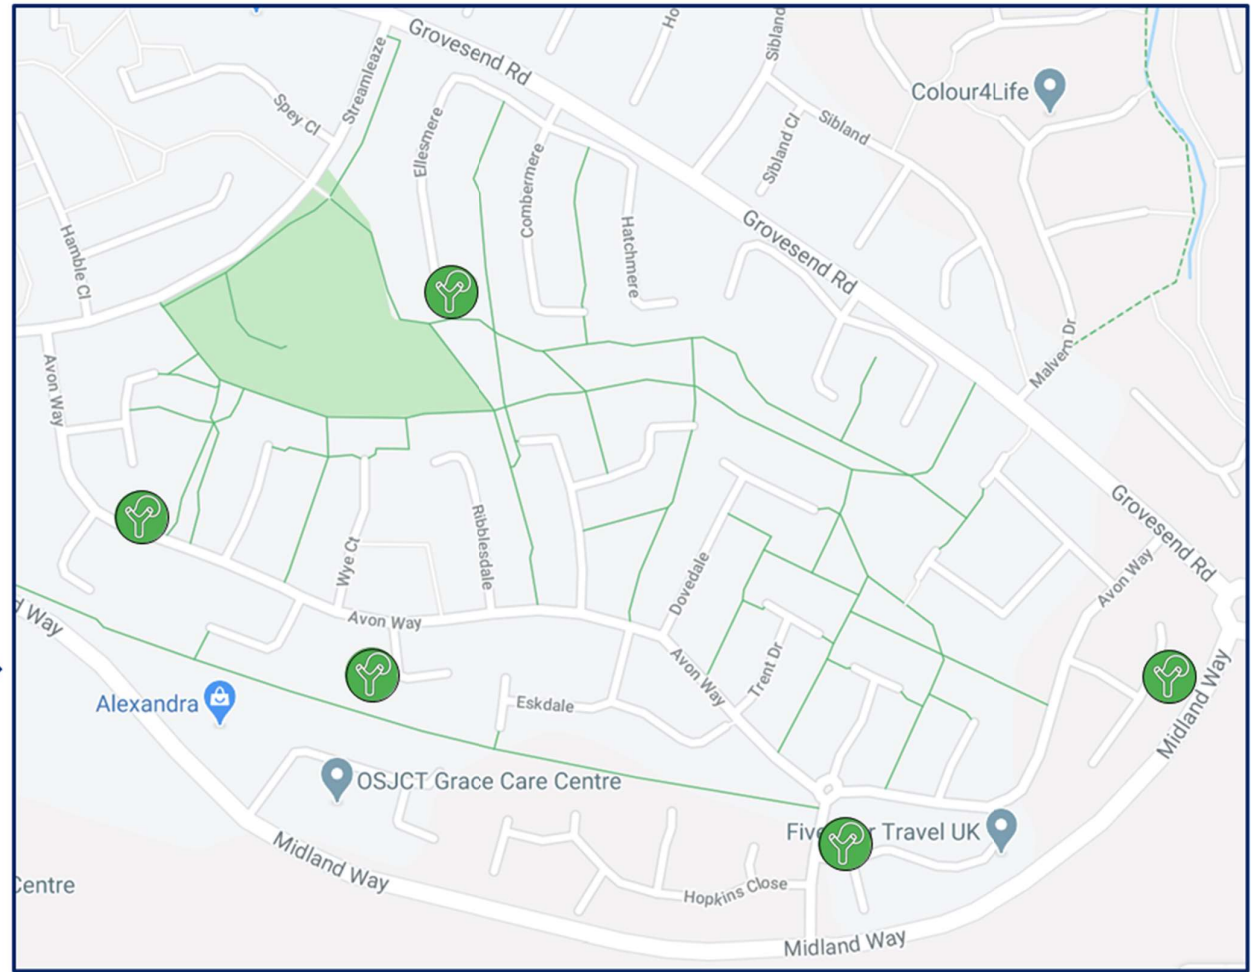 Grovesend Rd
Ho
Sibland
Streamleaze
Spey Cl
Ellesmere
Combermere
Hatchmere
Sibland Cl
Sibland
Colour4Life
Hamble Cl
Grovesend Rd
Avon Way
Malvern Dr
Grovesend Rd
Ribblesdale
Wye Ct
Dovedale
Avon Way
Avon Way
d Way
Avon Way
Trent Dr
Midland Way
Alexandra
Eskdale
OSJCT Grace Care Centre
Travel UK
Midland Way
Centre
Hopkins Close
Midland Way